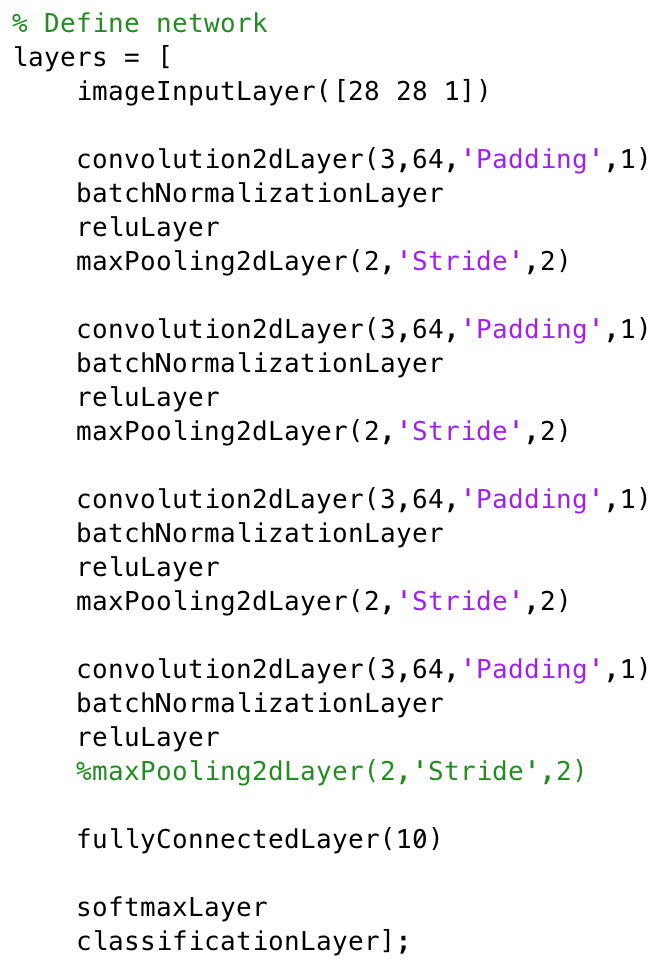 % Define network
layers = [
    imageInputLayer([28 28 1])

    convolution2dLayer(3,64,'Padding',1)
    batchNormalizationLayer
    reluLayer
    maxPooling2dLayer(2,'Stride',2)

    convolution2dLayer(3,64,'Padding',1)
    batchNormalizationLayer
    reluLayer
    maxPooling2dLayer(2,'Stride',2)

    convolution2dLayer(3,64,'Padding',1)
    batchNormalizationLayer
    reluLayer
    maxPooling2dLayer(2,'Stride',2)

    convolution2dLayer(3,64,'Padding',1)
    batchNormalizationLayer
    reluLayer
    %maxPooling2dLayer(2,'Stride',2)

    fullyConnectedLayer(10)

    softmaxLayer
    classificationLayer];